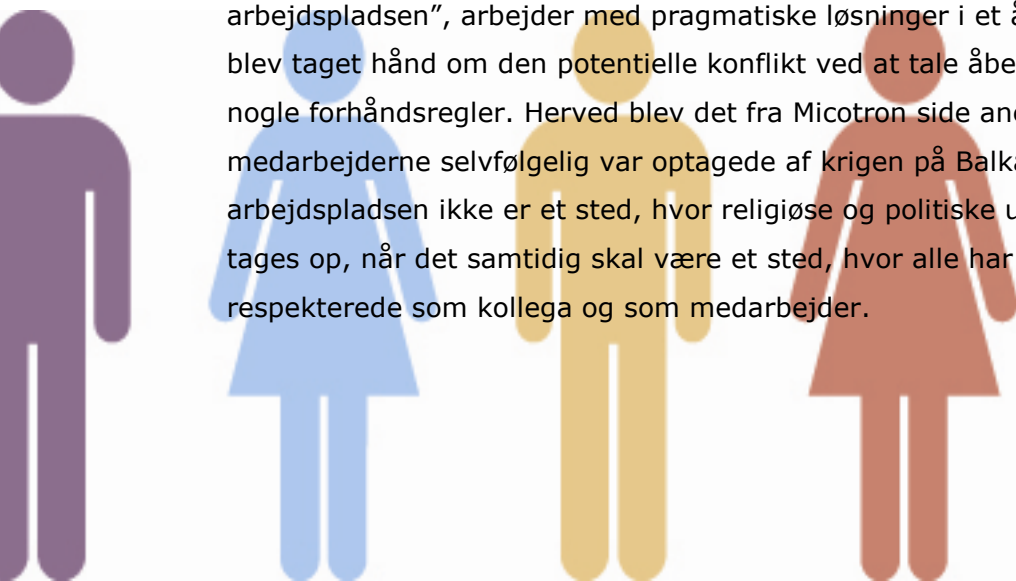 arbejdspladsen”, arbejder med pragmatiske løsninger i et
blev taget hånd om den potentielle konflikt ved at tale
nogle forhåndsregler. Herved blev det fra Micotron side
medarbejderne selvfølgelig var optagede af krigen på
arbejdspladsen ikke er et sted, hvor religiøse og politiske
tages op, når det samtidig skal være et sted, hvor alle har
respekterede som kollega og som medarbejder.